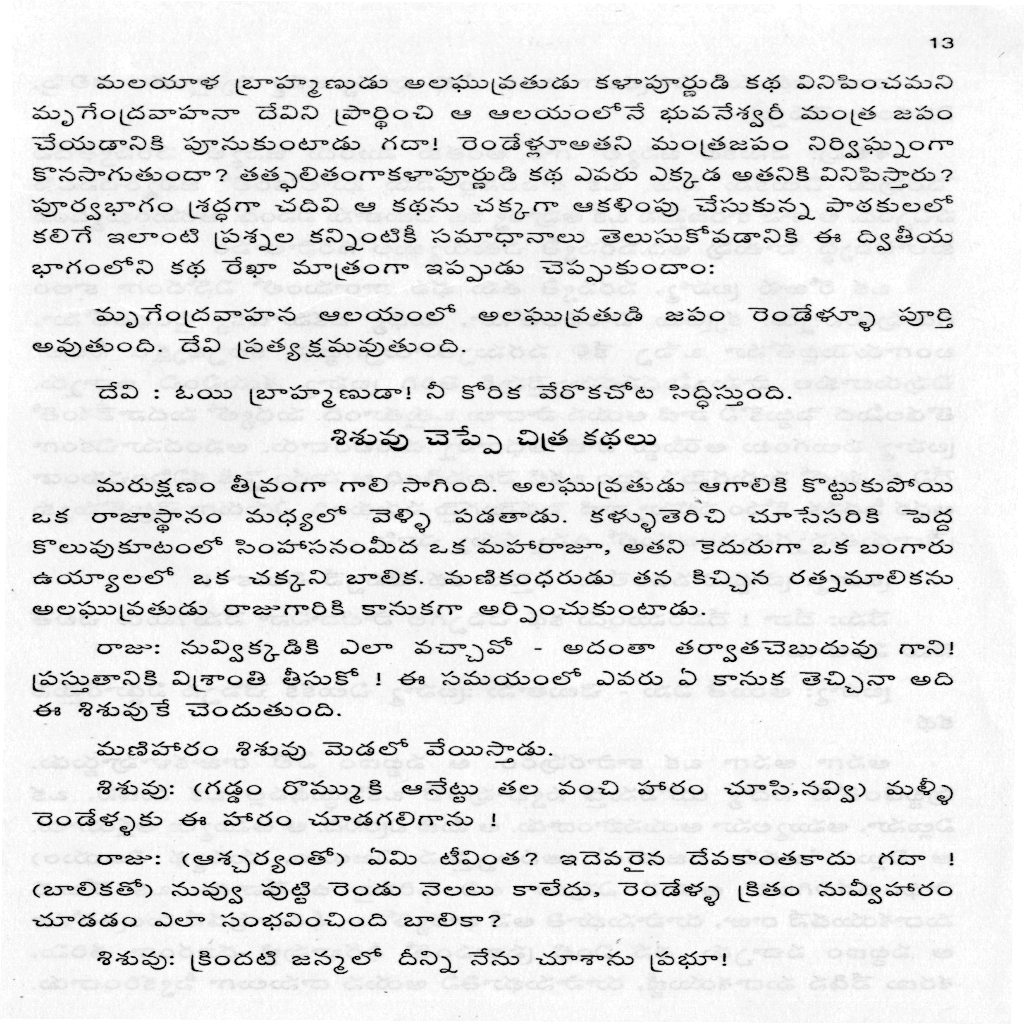 13
మలయాళ బ్రాహ్మణుడు అలఘువ్రతుడు కళాపూర్ణుడి కథ వినిపించమని
మృగేంద్రవాహనా దేవిని ప్రార్థించి ఆ ఆలయంలోనే భువనేశ్వరీ మంత్ర జపం
చేయడానికి పూనుకుంటాడు గదా! రెండేళ్లూఅతని మంత్రజపం నిర్విఘ్నంగా
కొనసాగుతుందా? తత్ఫలితంగాకళాపూర్ణుడి కథ ఎవరు ఎక్కడ అతనికి వినిపిస్తారు?
పూర్వభాగం శ్రద్ధగా చదివి ఆ కథను చక్కగా ఆకళింపు చేసుకున్న పాఠకులలో
కలిగే ఇలాంటి ప్రశ్నల కన్నింటికీ సమాధానాలు తెలుసుకోవడానికి ఈ ద్వితీయ
భాగంలోని కథ రేఖా మాత్రంగా ఇప్పుడు చెప్పుకుందాం:
మృగేంద్రవాహన ఆలయంలో అలఘువ్రతుడి జపం రెండేళ్ళూ పూర్తి
అవుతుంది. దేవి ప్రత్యక్షమవుతుంది.
దేవి : ఓయి బ్రాహ్మణుడా! నీ కోరిక వేరొకచోట సిద్ధిస్తుంది.
శిశువు చెప్పే చిత్ర కథలు
మరుక్షణం తీవ్రంగా గాలి సాగింది. అలఘువ్రతుడు ఆగాలికి కొట్టుకుపోయి
ఒక రాజాస్థానం మధ్యలో వెళ్ళి పడతాడు. కళ్ళుతెరిచి చూసేసరికి పెద్ద
కొలువుకూటంలో సింహాసనంమీద ఒక మహారాజూ, అతని కెదురుగా ఒక బంగారు
ఉయ్యాలలో ఒక చక్కని బాలిక. మణికంధరుడు తన కిచ్చిన రత్నమాలికను
అలఘువ్రతుడు రాజుగారికి కానుకగా అర్పించుకుంటాడు.
రాజు: నువ్విక్కడికి ఎలా వచ్చావో - అదంతా తర్వాతచెబుదువు గాని!
ప్రస్తుతానికి విశ్రాంతి తీసుకో ! ఈ సమయంలో ఎవరు ఏ కానుక తెచ్చినా అది
ఈ శిశువుకే చెందుతుంది.
మణిహారం శిశువు మెడలో వేయిస్తాడు.
శిశువు: (గడ్డం రొమ్ముకి ఆనేట్టు తల వంచి హారం చూసి,నవ్వి) మళ్ళీ
రెండేళ్ళకు ఈ హారం చూడగలిగాను !
రాజు: (ఆశ్చర్యంతో) ఏమి టీవింత? ఇదెవరైన దేవకాంతకాదు గదా !
(బాలికతో) నువ్వు పుట్టి రెండు నెలలు కాలేదు, రెండేళ్ళ క్రితం నువ్వీహారం
చూడడం ఎలా సంభవించింది బాలికా?
శిశువు: క్రిందటి జన్మలో దీన్ని నేను చూశాను ప్రభూ!